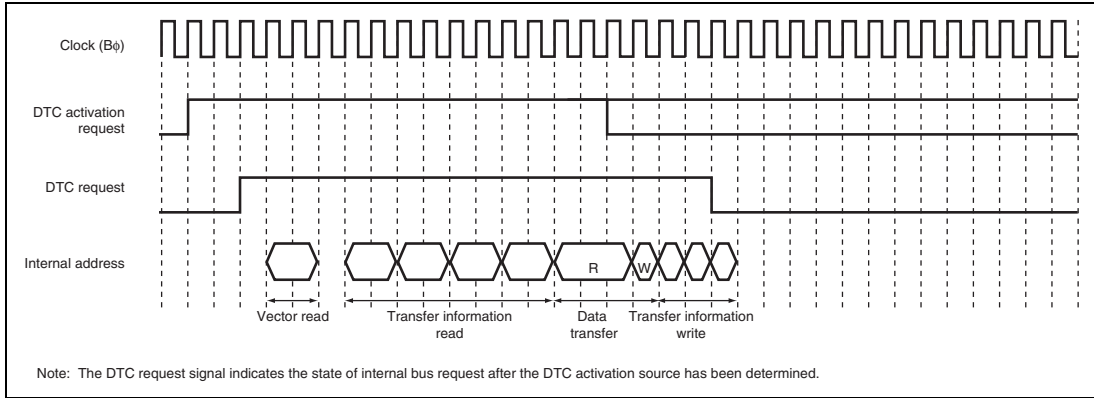 Clock (Bϕ)
DTC activation
request
DTC request
Internal address
R
W
Vector read
Transfer information
read
Data
transfer
Transfer information
write
Note: The DTC request signal indicates the state of internal bus request after the DTC activation source has been determined.